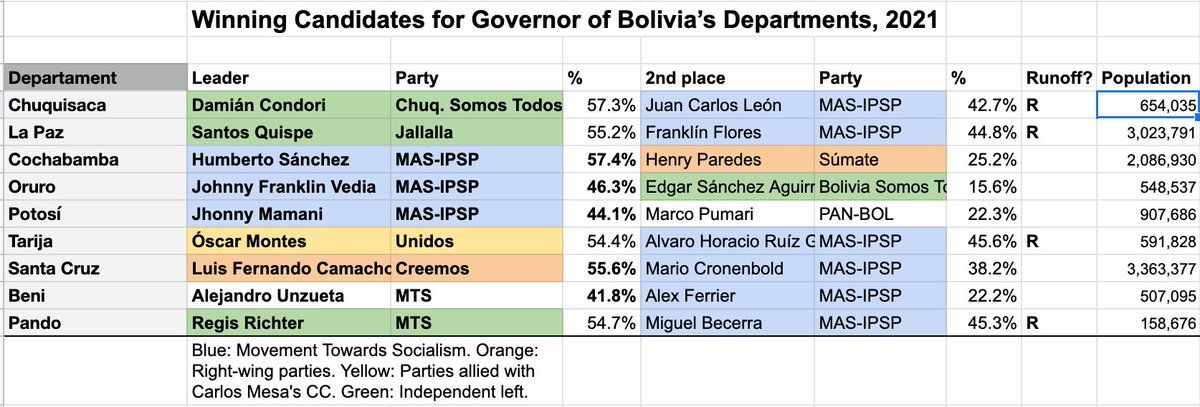 Winning Candidates for Governor of Bolivia's Departments, 2021
Departament Leader Party % 2nd place Party % Runoff? Population
Chuquisaca Damián Condori Chuq. Somos Todos 57.3% Juan Carlos León MAS-IPSP 42.7% R 654,035
La Paz Santos Quispe Jallalla 55.2% Franklín Flores MAS-IPSP 44.8% R 3,023,791
Cochabamba Humberto Sánchez MAS-IPSP 57.4% Henry Paredes Súmate 25.2% 2,086,930
Oruro Johnny Franklin Vedia MAS-IPSP 46.3% Edgar Sánchez Aguirr Bolivia Somos To 15.6% 548,537
Potosí Jhonny Mamani MAS-IPSP 44.1% Marco Pumari PAN-BOL 22.3% 907,686
Tarija Óscar Montes Unidos 54.4% Alvaro Horacio Ruíz G MAS-IPSP 45.6% R 591,828
Santa Cruz Luis Fernando Camacho Creemos 55.6% Mario Cronenbold MAS-IPSP 38.2% 3,363,377
Beni Alejandro Unzueta MTS 41.8% Alex Ferrier MAS-IPSP 22.2% 507,095
Pando Regis Richter MTS 54.7% Miguel Becerra MAS-IPSP 45.3% R 158,676
Blue: Movement Towards Socialism. Orange:
Right-wing parties. Yellow: Parties allied with
Carlos Mesa's CC. Green: Independent left.